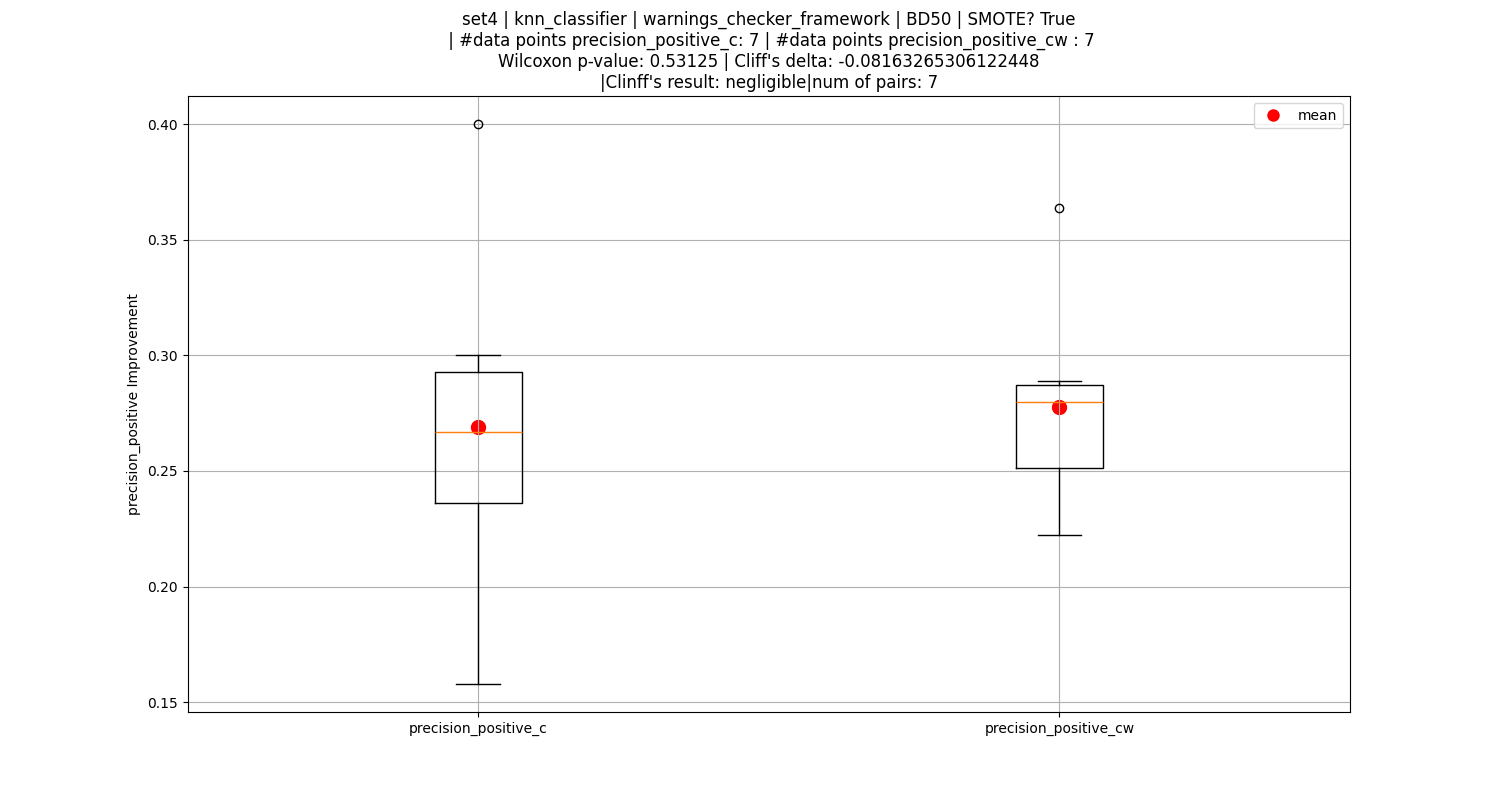 set4 | knn_classifier | warnings_checker_framework | BD50 | SMOTE? True
| #data points precision_positive_c: 7 | #data points precision_positive_cw : 7
Wilcoxon p-value: 0.53125 | Cliff's delta: -0.08163265306122448
|Clinff's result: negligible|num of pairs: 7
mean
precision_positive Improvement
0.40
0.35
0.30
0.25
0.20
0.15
precision_positive_c
precision_positive_cw